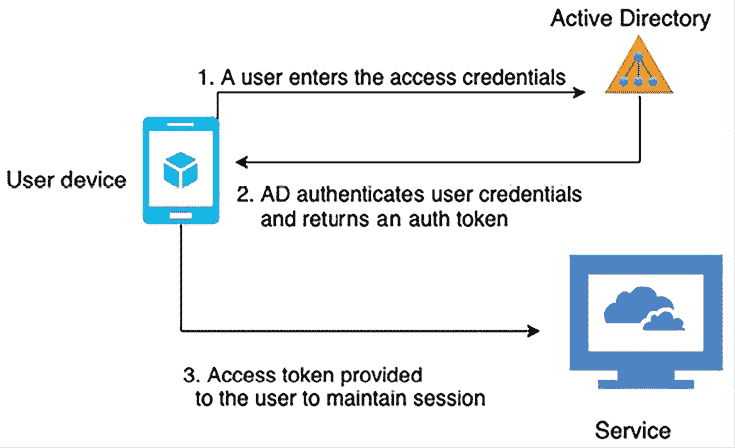 Active Directory
1. A user enters the access credentials
User device
2. AD authenticates user credentials
and returns an auth token
3. Access token provided
to the user to maintain session
Service